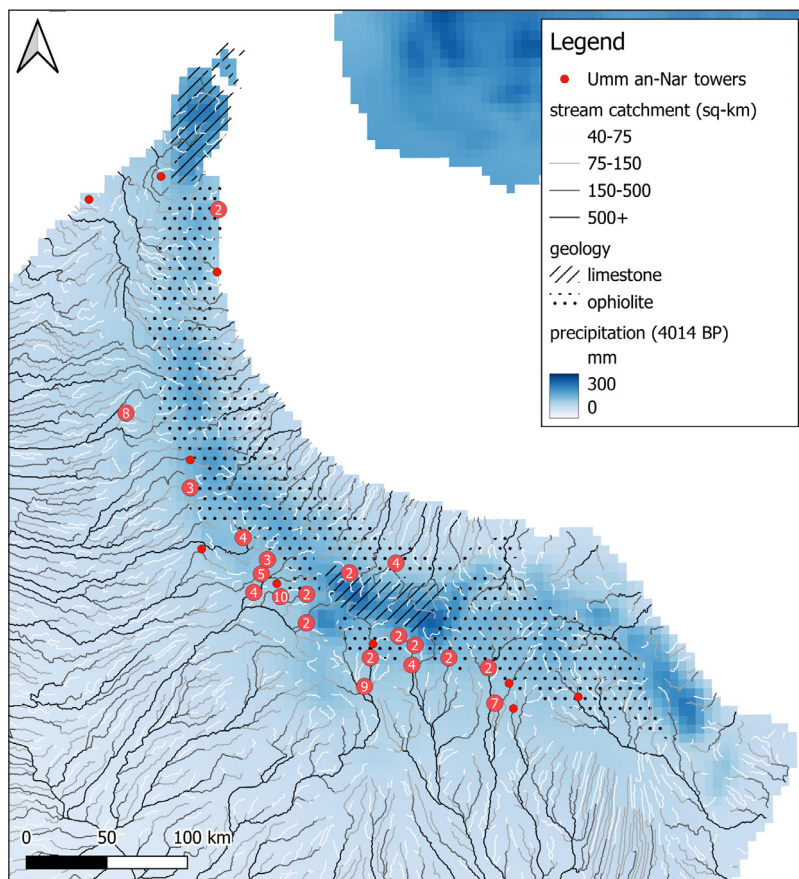 Legend
Umm an-Nar towers
stream catchment (sq-km)
40-75
75-150
150-500
500+
geology
limestone
ophiolite
precipitation (4014 BP)
mm
300
0
2
8
3
4
3
4
5
2
4
10
2
2
2
2
2
4
2
2
9
7
0 50 100 km